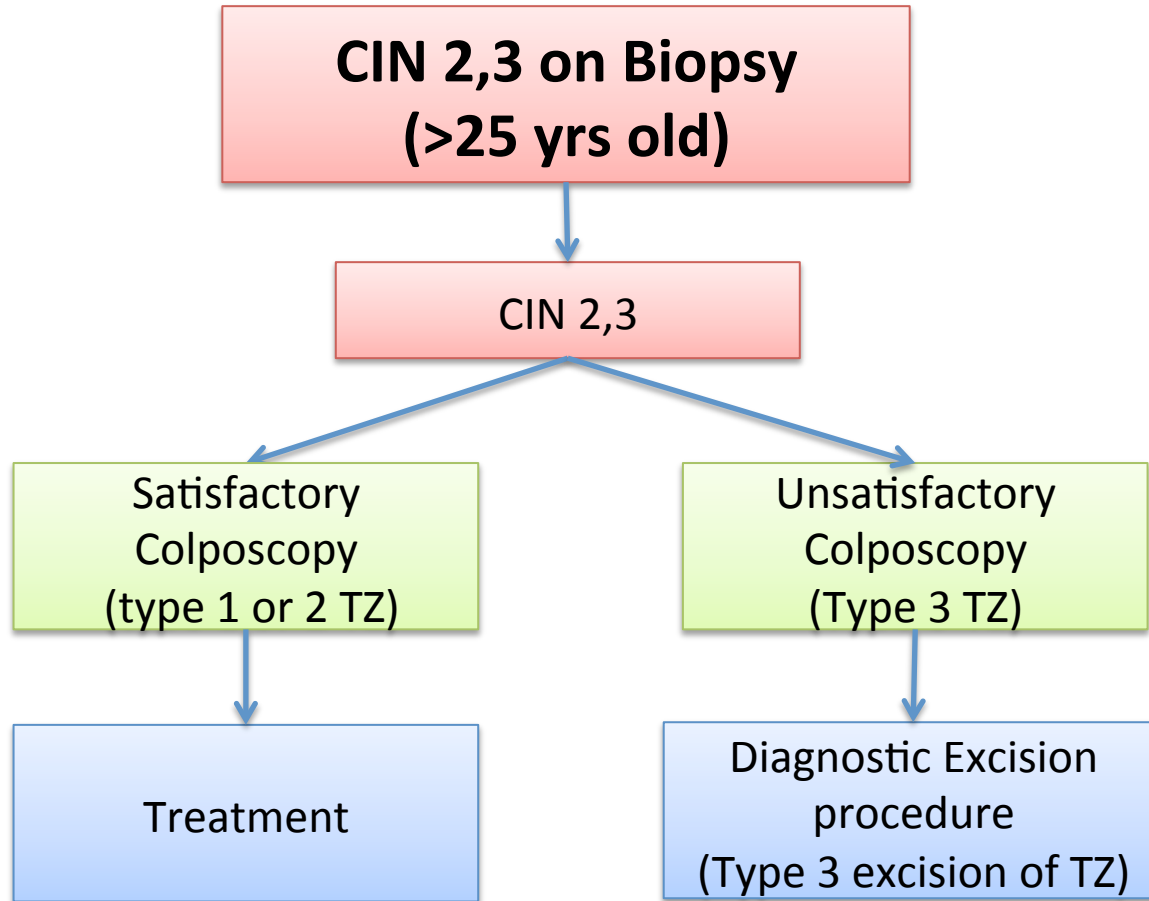 CIN 2,3 on Biopsy
(>25 yrs old)
CIN 2,3
Satisfactory
Colposcopy
(type 1 or 2 TZ)
Unsatisfactory
Colposcopy
(Type 3 TZ)
Treatment
Diagnostic Excision
procedure
(Type 3 excision of TZ)